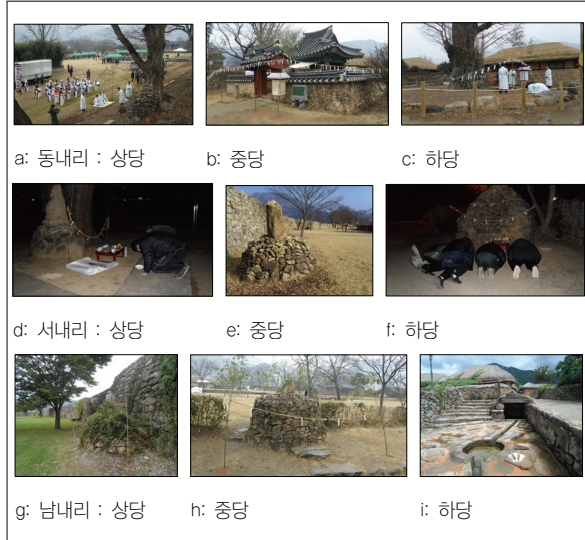 a: 동내리 : 상당 b: 중당 c: 하당
d: 서내리 : 상당 e: 중당 f: 하당
g: 남내리 : 상당 h: 중당 i: 하당